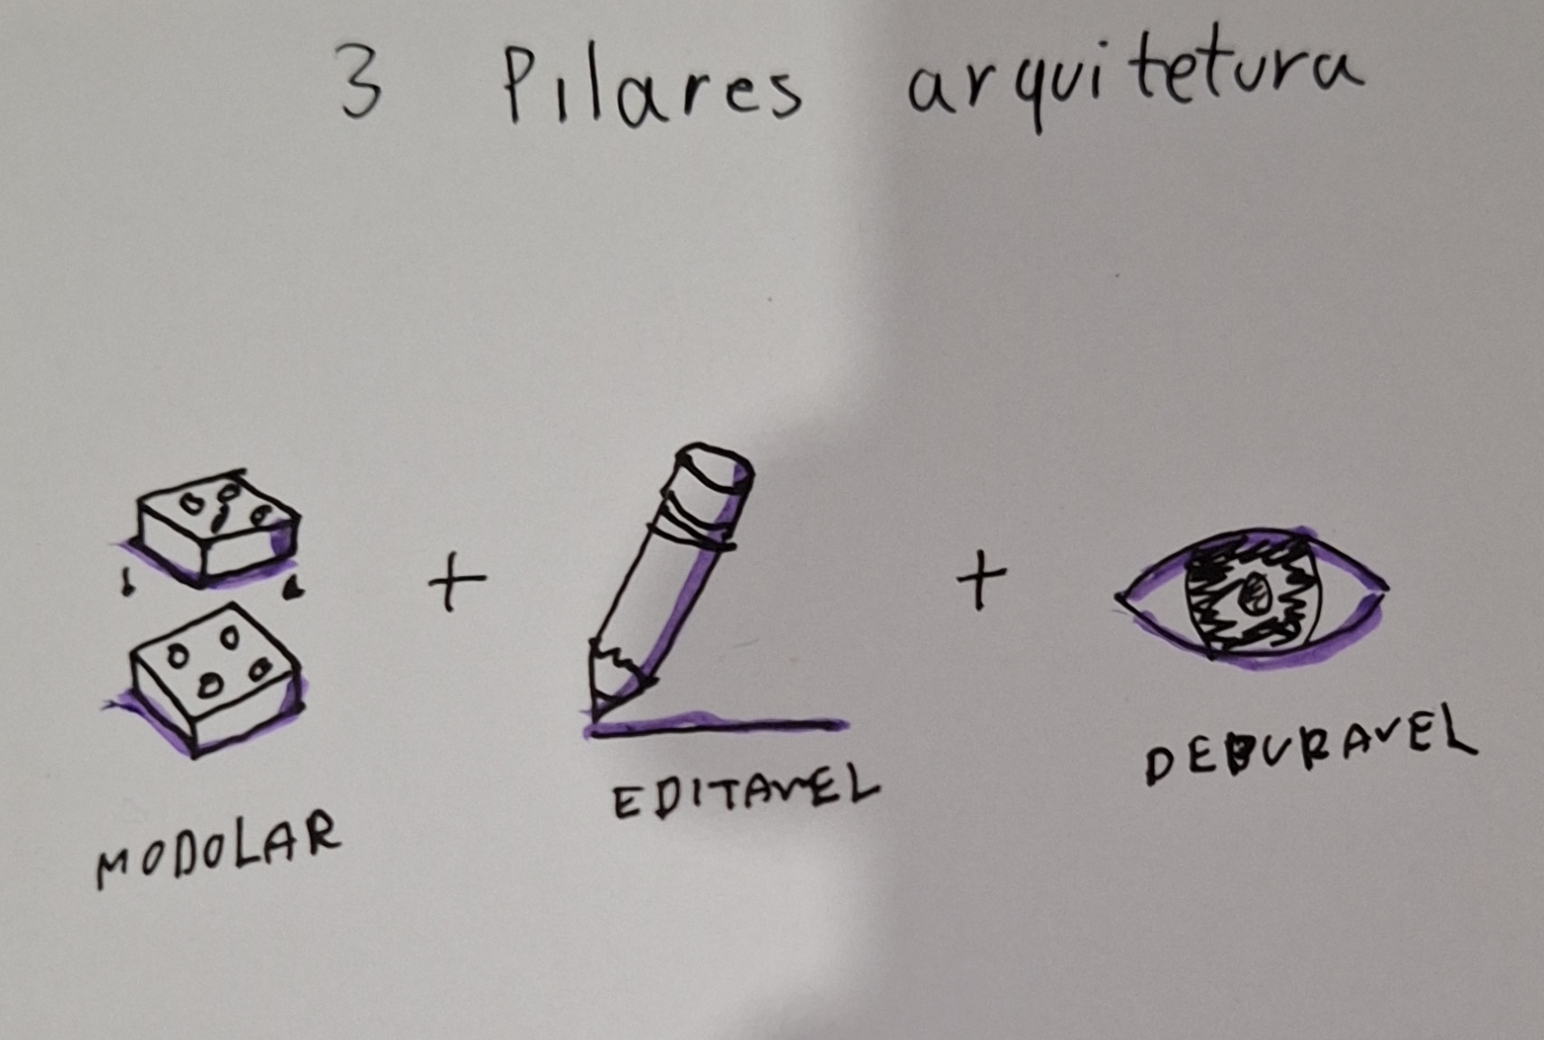 3 Pilares arquitetura
+ +
MODOLAR
EDITAVEL
DEBURAVEL